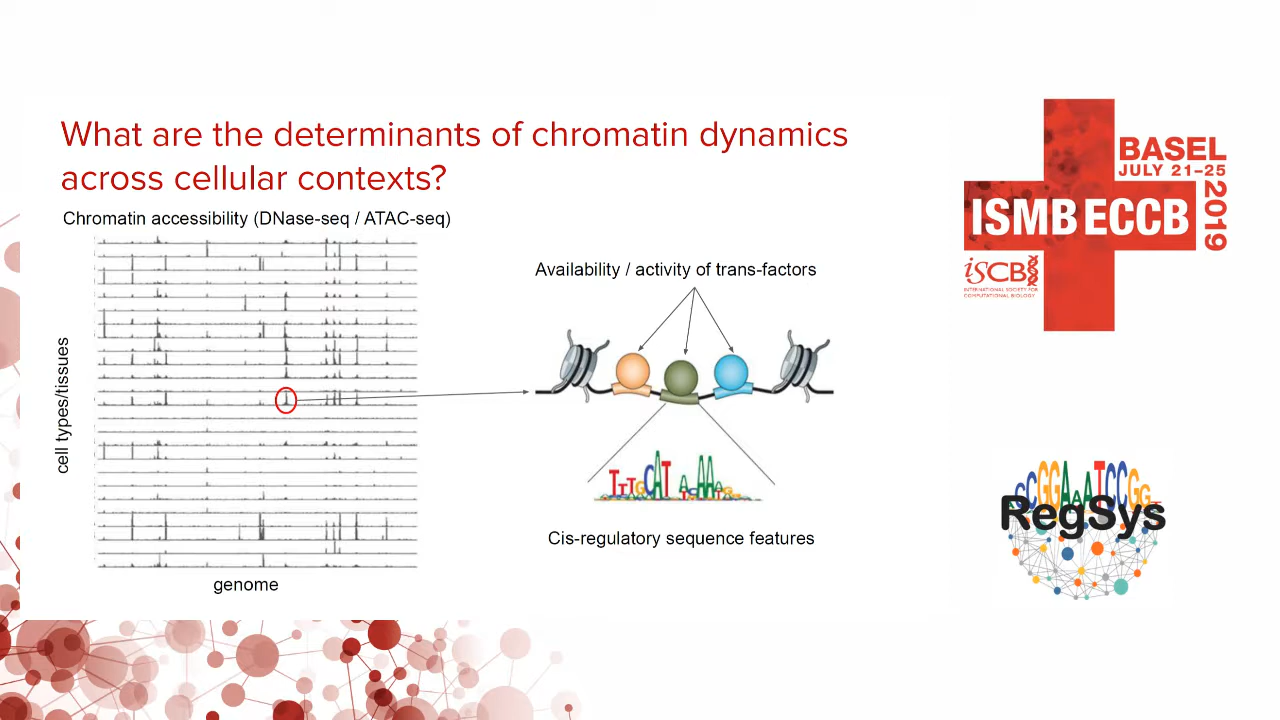 What are the determinants of chromatin dynamics
across cellular contexts?
Chromatin accessibility (DNase-seq / ATAC-seq)
cell types/tissues
genome
Availability / activity of trans-factors
Cis-regulatory sequence features
BASEL
JULY 21–25
2019
ISMB ECCB
iSCB
INTERNATIONAL SOCIETY FOR
COMPUTATIONAL BIOLOGY
RegSys